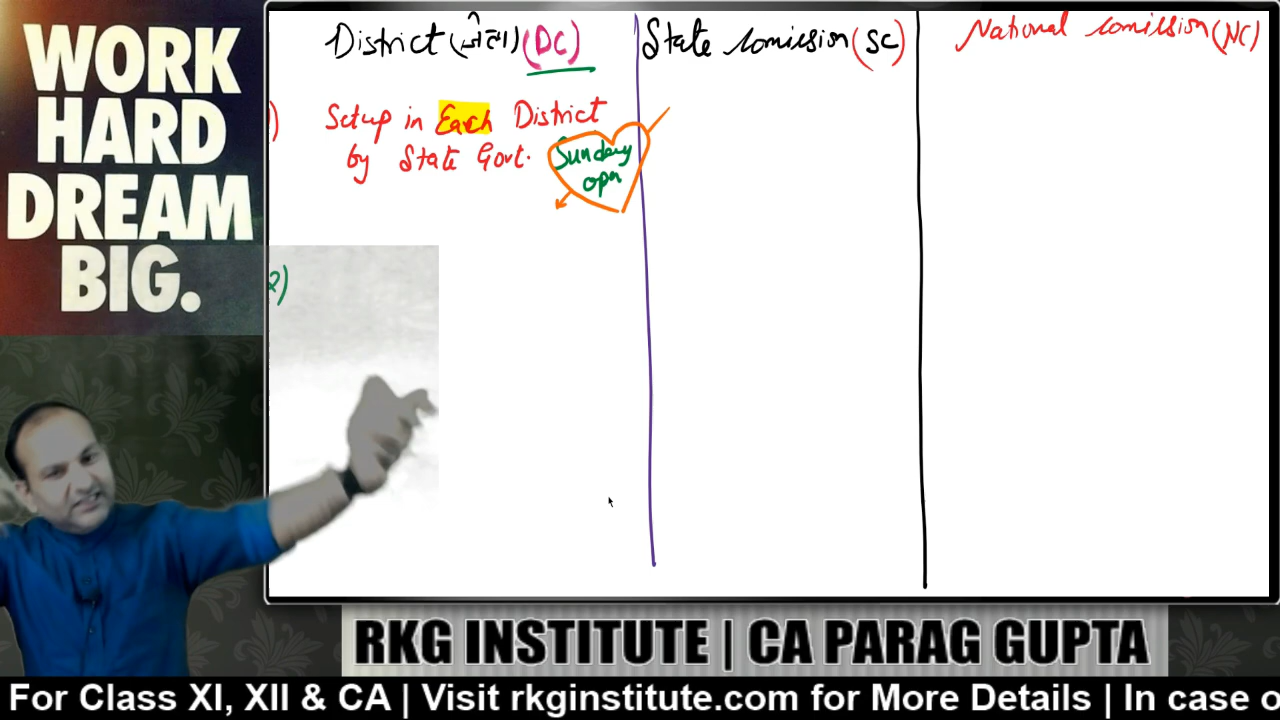 WORK
HARD
DREAM
BIG.
District (जिला) (DC)
State Comission (SC)
National Comission (NC)
) Setup in Each District
by State Govt.
Sunday
open
2)
RKG INSTITUTE | CA PARAG GUPTA
For Class XI, XII & CA | Visit rkginstitute.com for More Details | In case o